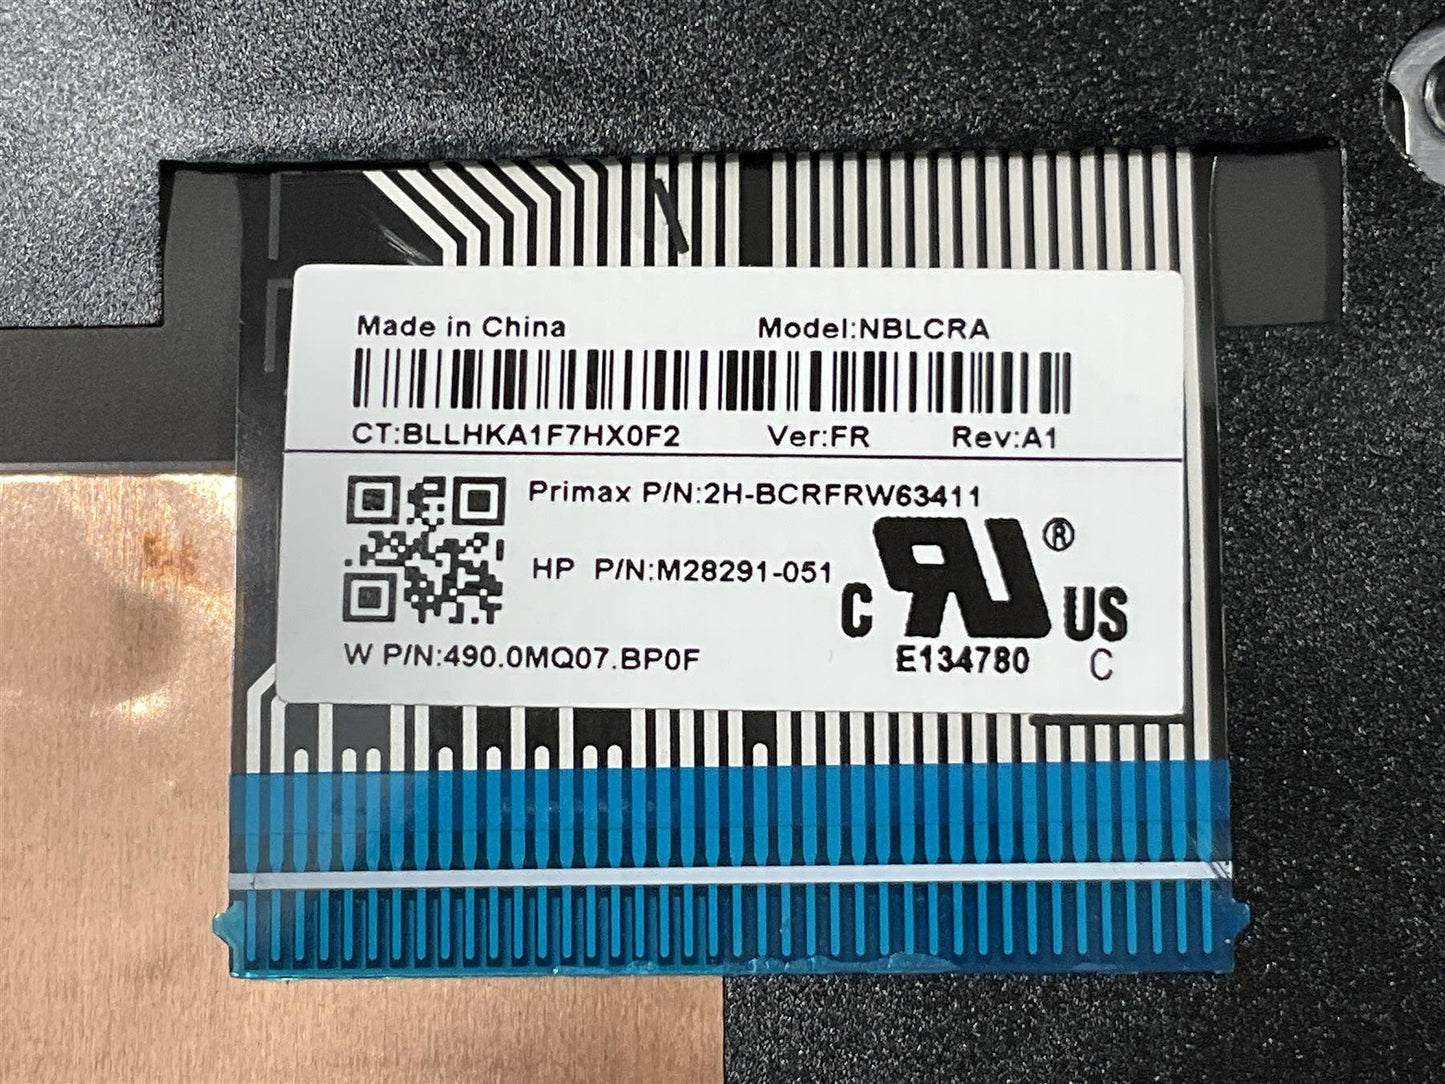 Made in China Model:NBLCRA
CT:BLLHKA1F7HX0F2 Ver:FR Rev:A1
Primax P/N:2H-BCRFRW63411
HP P/N:M28291-051
W P/N:490.0MQ07.BP0F
C RU ® US
E134780 C